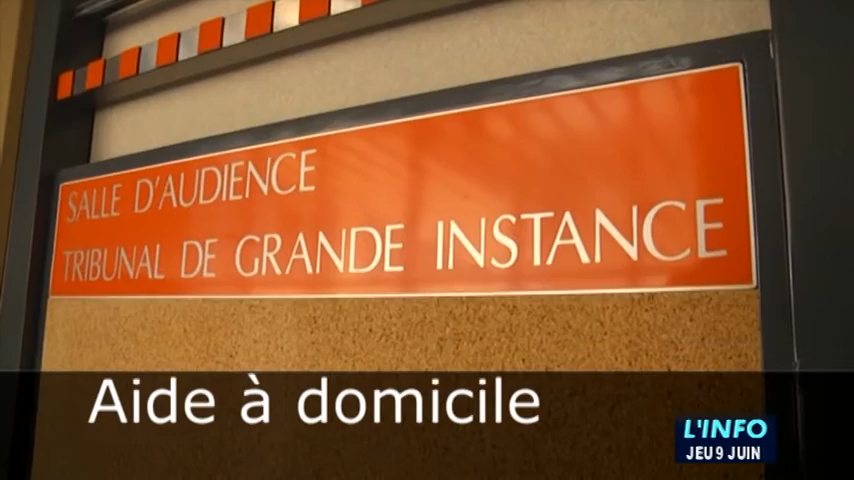 SALLE D'AUDIENCE
TRIBUNAL DE GRANDE INSTANCE
Aide à domicile
L'INFO
JEU 9 JUIN